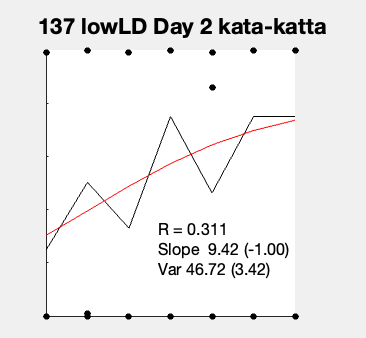 137 lowLD Day 2 kata-katta
R = 0.311
Slope 9.42 (-1.00)
Var 46.72 (3.42)